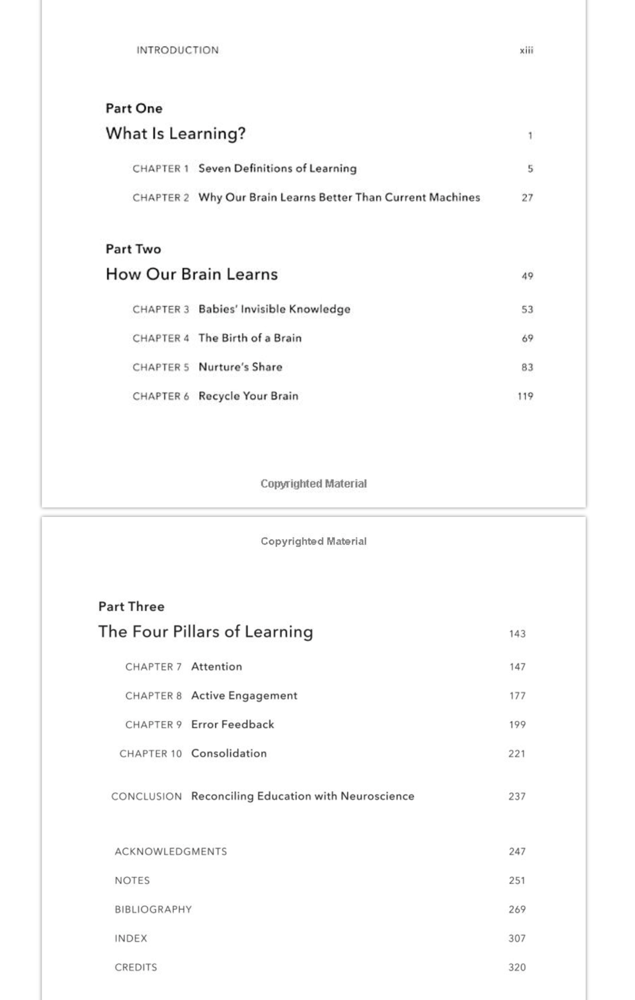 INTRODUCTION xiii
Part One
What Is Learning? 1
CHAPTER 1 Seven Definitions of Learning 5
CHAPTER 2 Why Our Brain Learns Better Than Current Machines 27
Part Two
How Our Brain Learns 49
CHAPTER 3 Babies’ Invisible Knowledge 53
CHAPTER 4 The Birth of a Brain 69
CHAPTER 5 Nurture’s Share 83
CHAPTER 6 Recycle Your Brain 119
Copyrighted Material
Copyrighted Material
Part Three
The Four Pillars of Learning 143
CHAPTER 7 Attention 147
CHAPTER 8 Active Engagement 177
CHAPTER 9 Error Feedback 199
CHAPTER 10 Consolidation 221
CONCLUSION Reconciling Education with Neuroscience 237
ACKNOWLEDGMENTS 247
NOTES 251
BIBLIOGRAPHY 269
INDEX 307
CREDITS 320